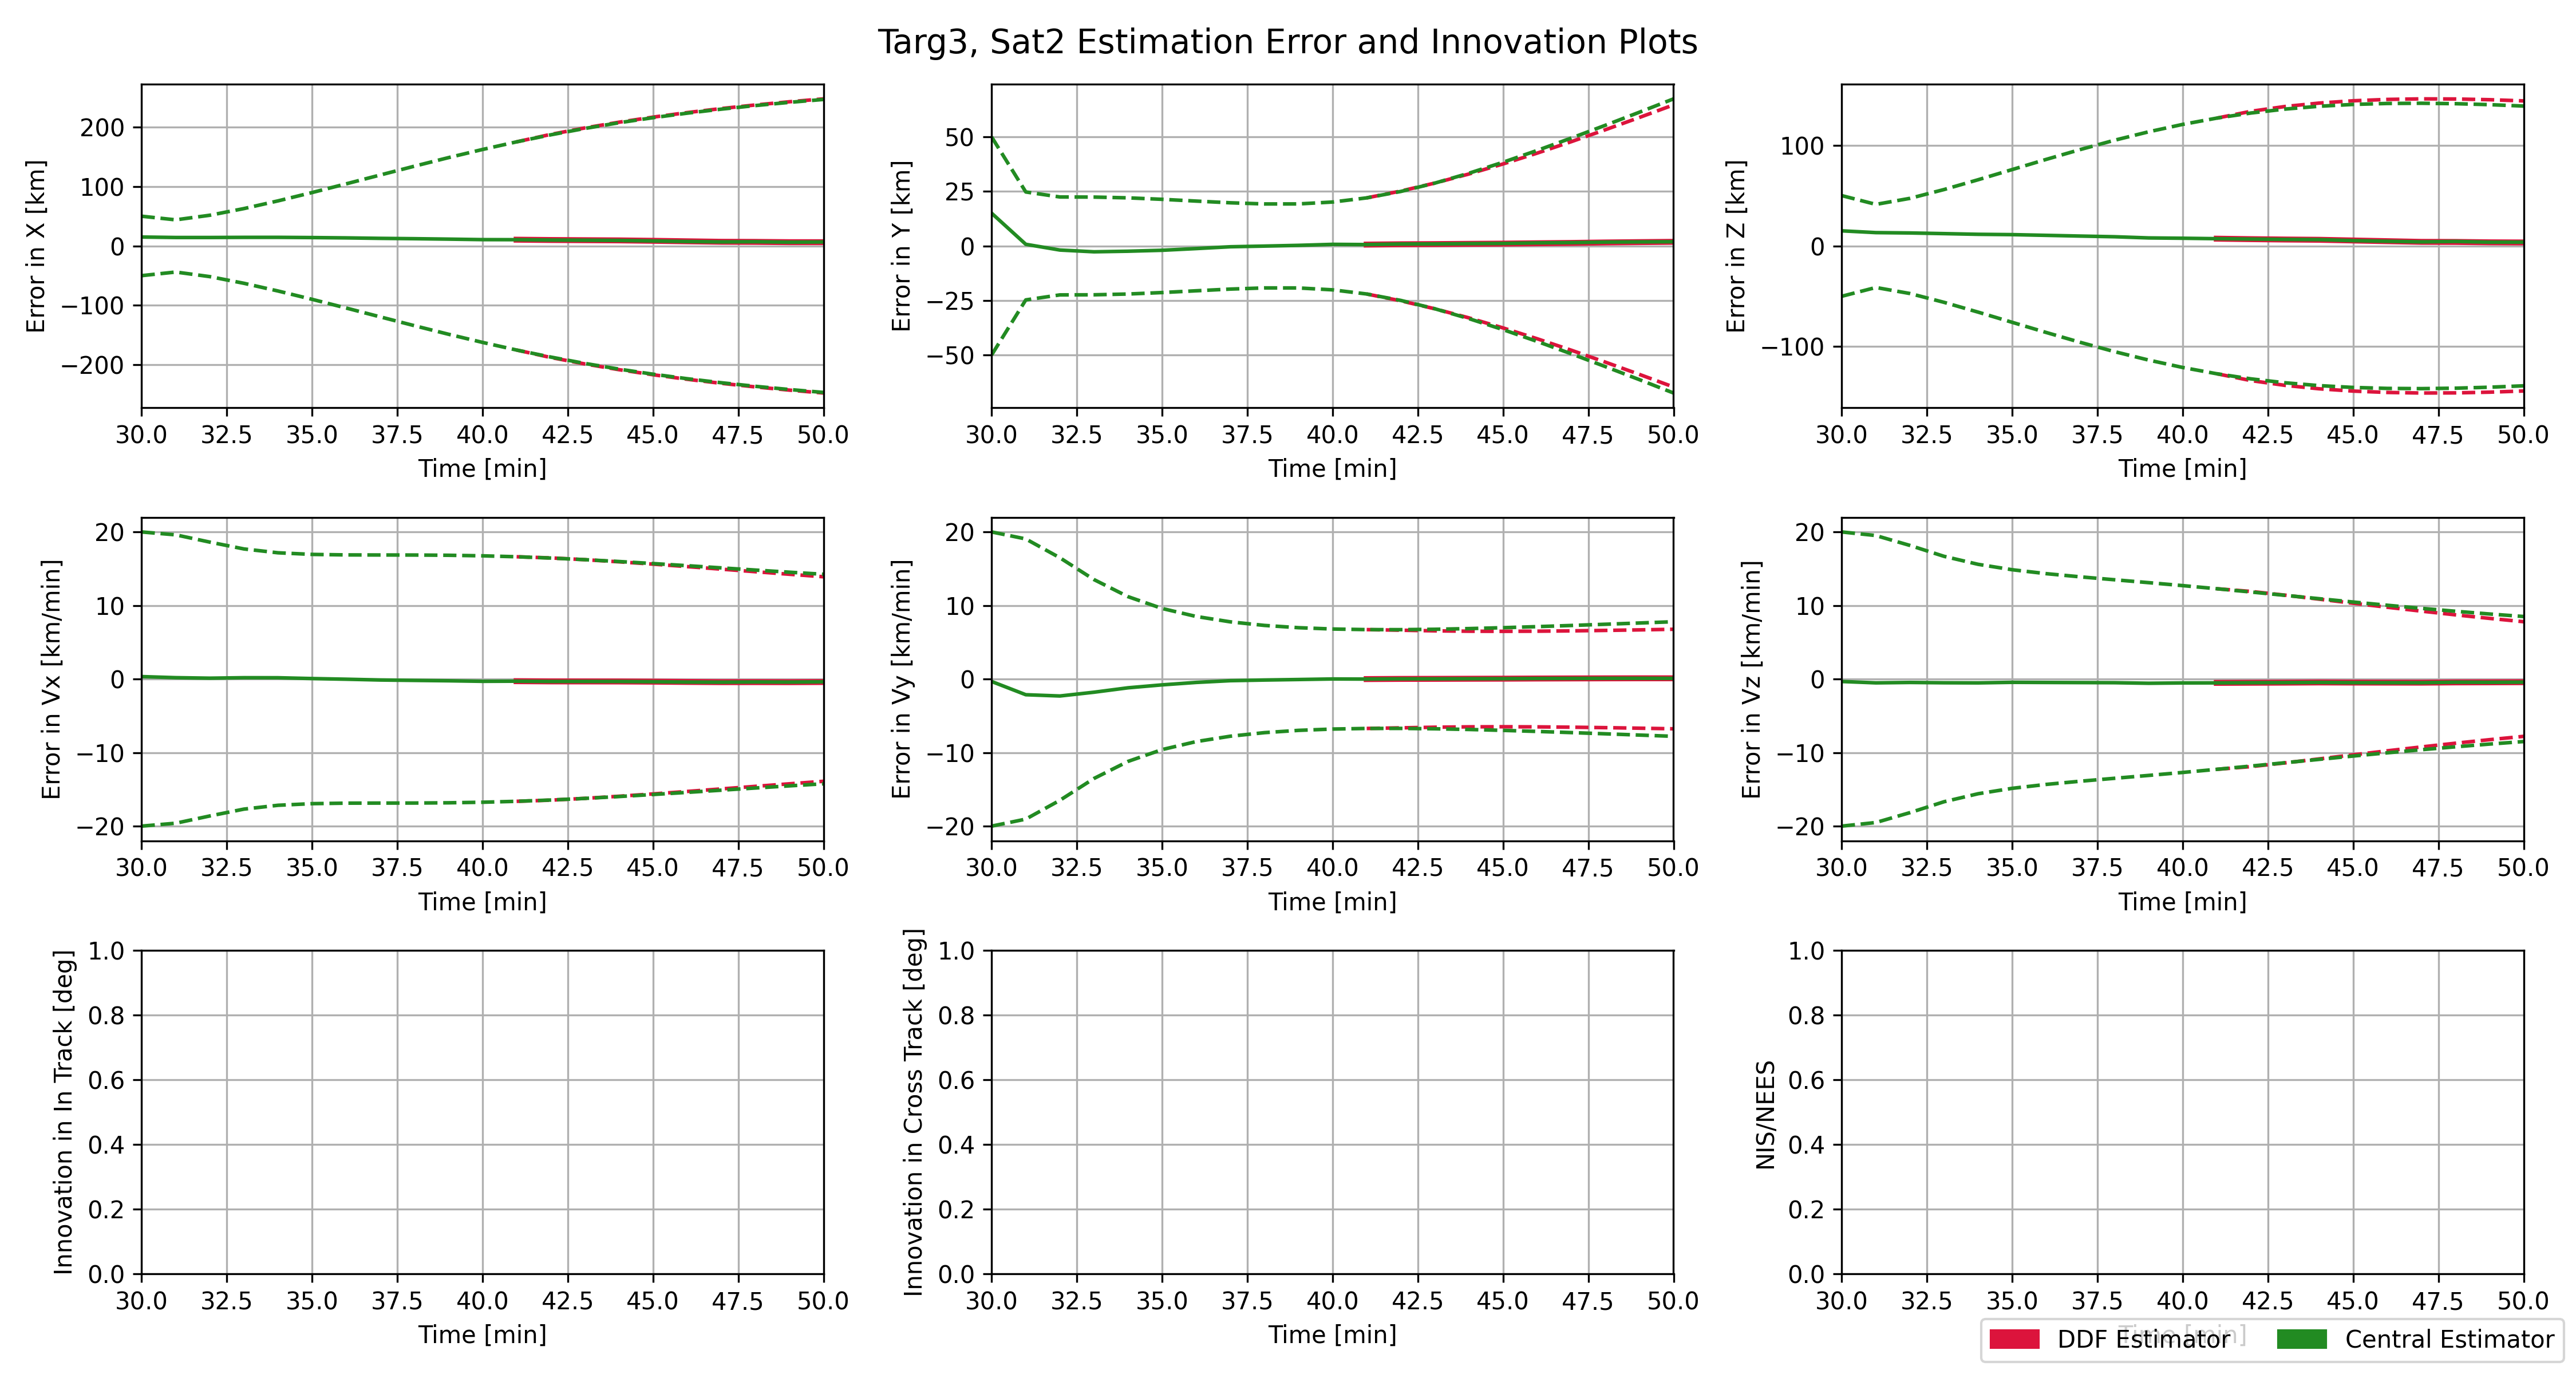 Targ3, Sat2 Estimation Error and Innovation Plots
Error in X [km]
200
100
0
−100
−200
30.0 32.5 35.0 37.5 40.0 42.5 45.0 47.5 50.0
Time [min]
Error in Y [km]
50
25
0
−25
−50
30.0 32.5 35.0 37.5 40.0 42.5 45.0 47.5 50.0
Time [min]
Error in Z [km]
100
0
−100
30.0 32.5 35.0 37.5 40.0 42.5 45.0 47.5 50.0
Time [min]
Error in Vx [km/min]
20
10
0
−10
−20
30.0 32.5 35.0 37.5 40.0 42.5 45.0 47.5 50.0
Time [min]
Error in Vy [km/min]
20
10
0
−10
−20
30.0 32.5 35.0 37.5 40.0 42.5 45.0 47.5 50.0
Time [min]
Error in Vz [km/min]
20
10
0
−10
−20
30.0 32.5 35.0 37.5 40.0 42.5 45.0 47.5 50.0
Time [min]
Innovation in In Track [deg]
1.0
0.8
0.6
0.4
0.2
0.0
30.0 32.5 35.0 37.5 40.0 42.5 45.0 47.5 50.0
Time [min]
Innovation in Cross Track [deg]
1.0
0.8
0.6
0.4
0.2
0.0
30.0 32.5 35.0 37.5 40.0 42.5 45.0 47.5 50.0
Time [min]
NIS/NEES
1.0
0.8
0.6
0.4
0.2
0.0
30.0 32.5 35.0 37.5 40.0 42.5 45.0 47.5 50.0
Time [min]
DDF Estimator Central Estimator